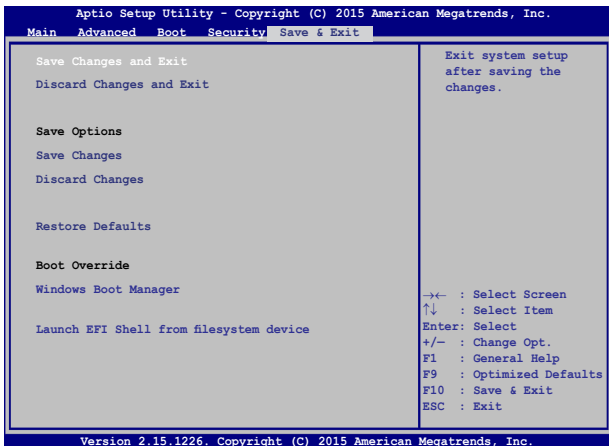 Aptio Setup Utility - Copyright (C) 2015 American Megatrends, Inc.
Main Advanced Boot Security Save & Exit
Save Changes and Exit
Discard Changes and Exit
Save Options
Save Changes
Discard Changes
Restore Defaults
Boot Override
Windows Boot Manager
Launch EFI Shell from filesystem device
Exit system setup
after saving the
changes.
→← : Select Screen
↑↓ : Select Item
Enter: Select
+/— : Change Opt.
F1 : General Help
F9 : Optimized Defaults
F10 : Save & Exit
ESC : Exit
Version 2.15.1226. Copyright (C) 2015 American Megatrends, Inc.